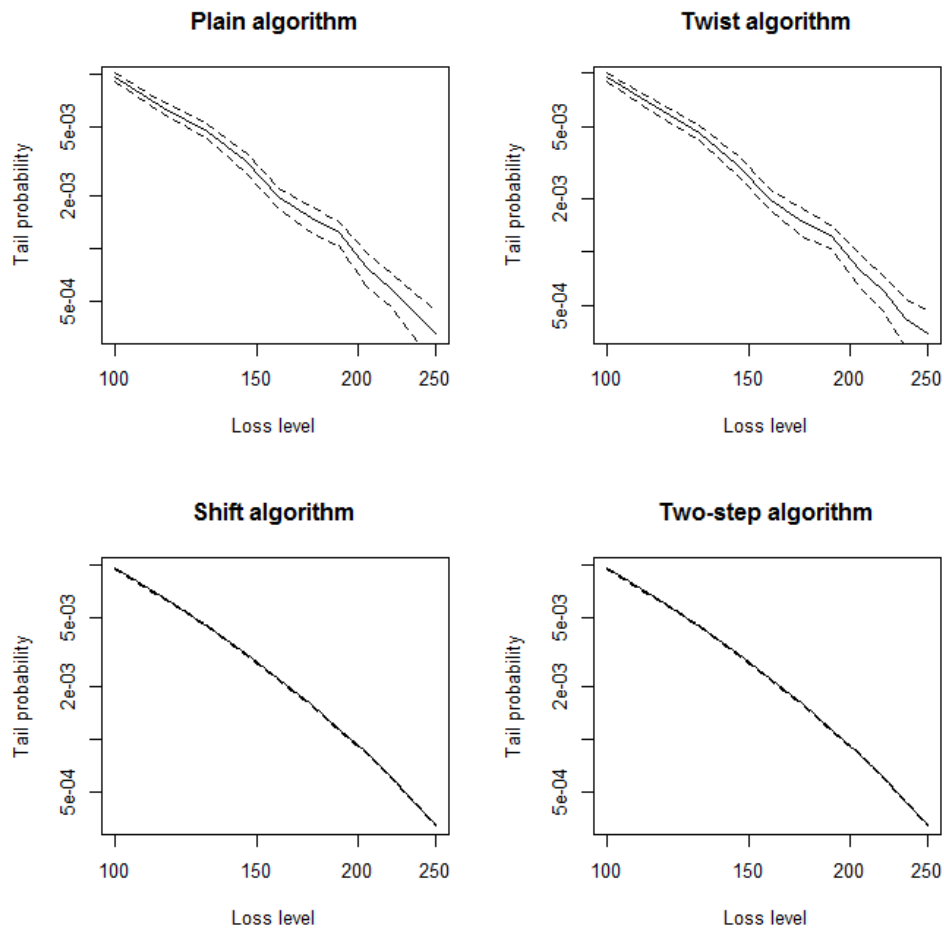 Plain algorithm
Tail probability
5e-03
2e-03
5e-04
100 150 200 250
Loss level
Twist algorithm
Tail probability
5e-03
2e-03
5e-04
100 150 200 250
Loss level
Shift algorithm
Tail probability
5e-03
2e-03
5e-04
100 150 200 250
Loss level
Two-step algorithm
Tail probability
5e-03
2e-03
5e-04
100 150 200 250
Loss level